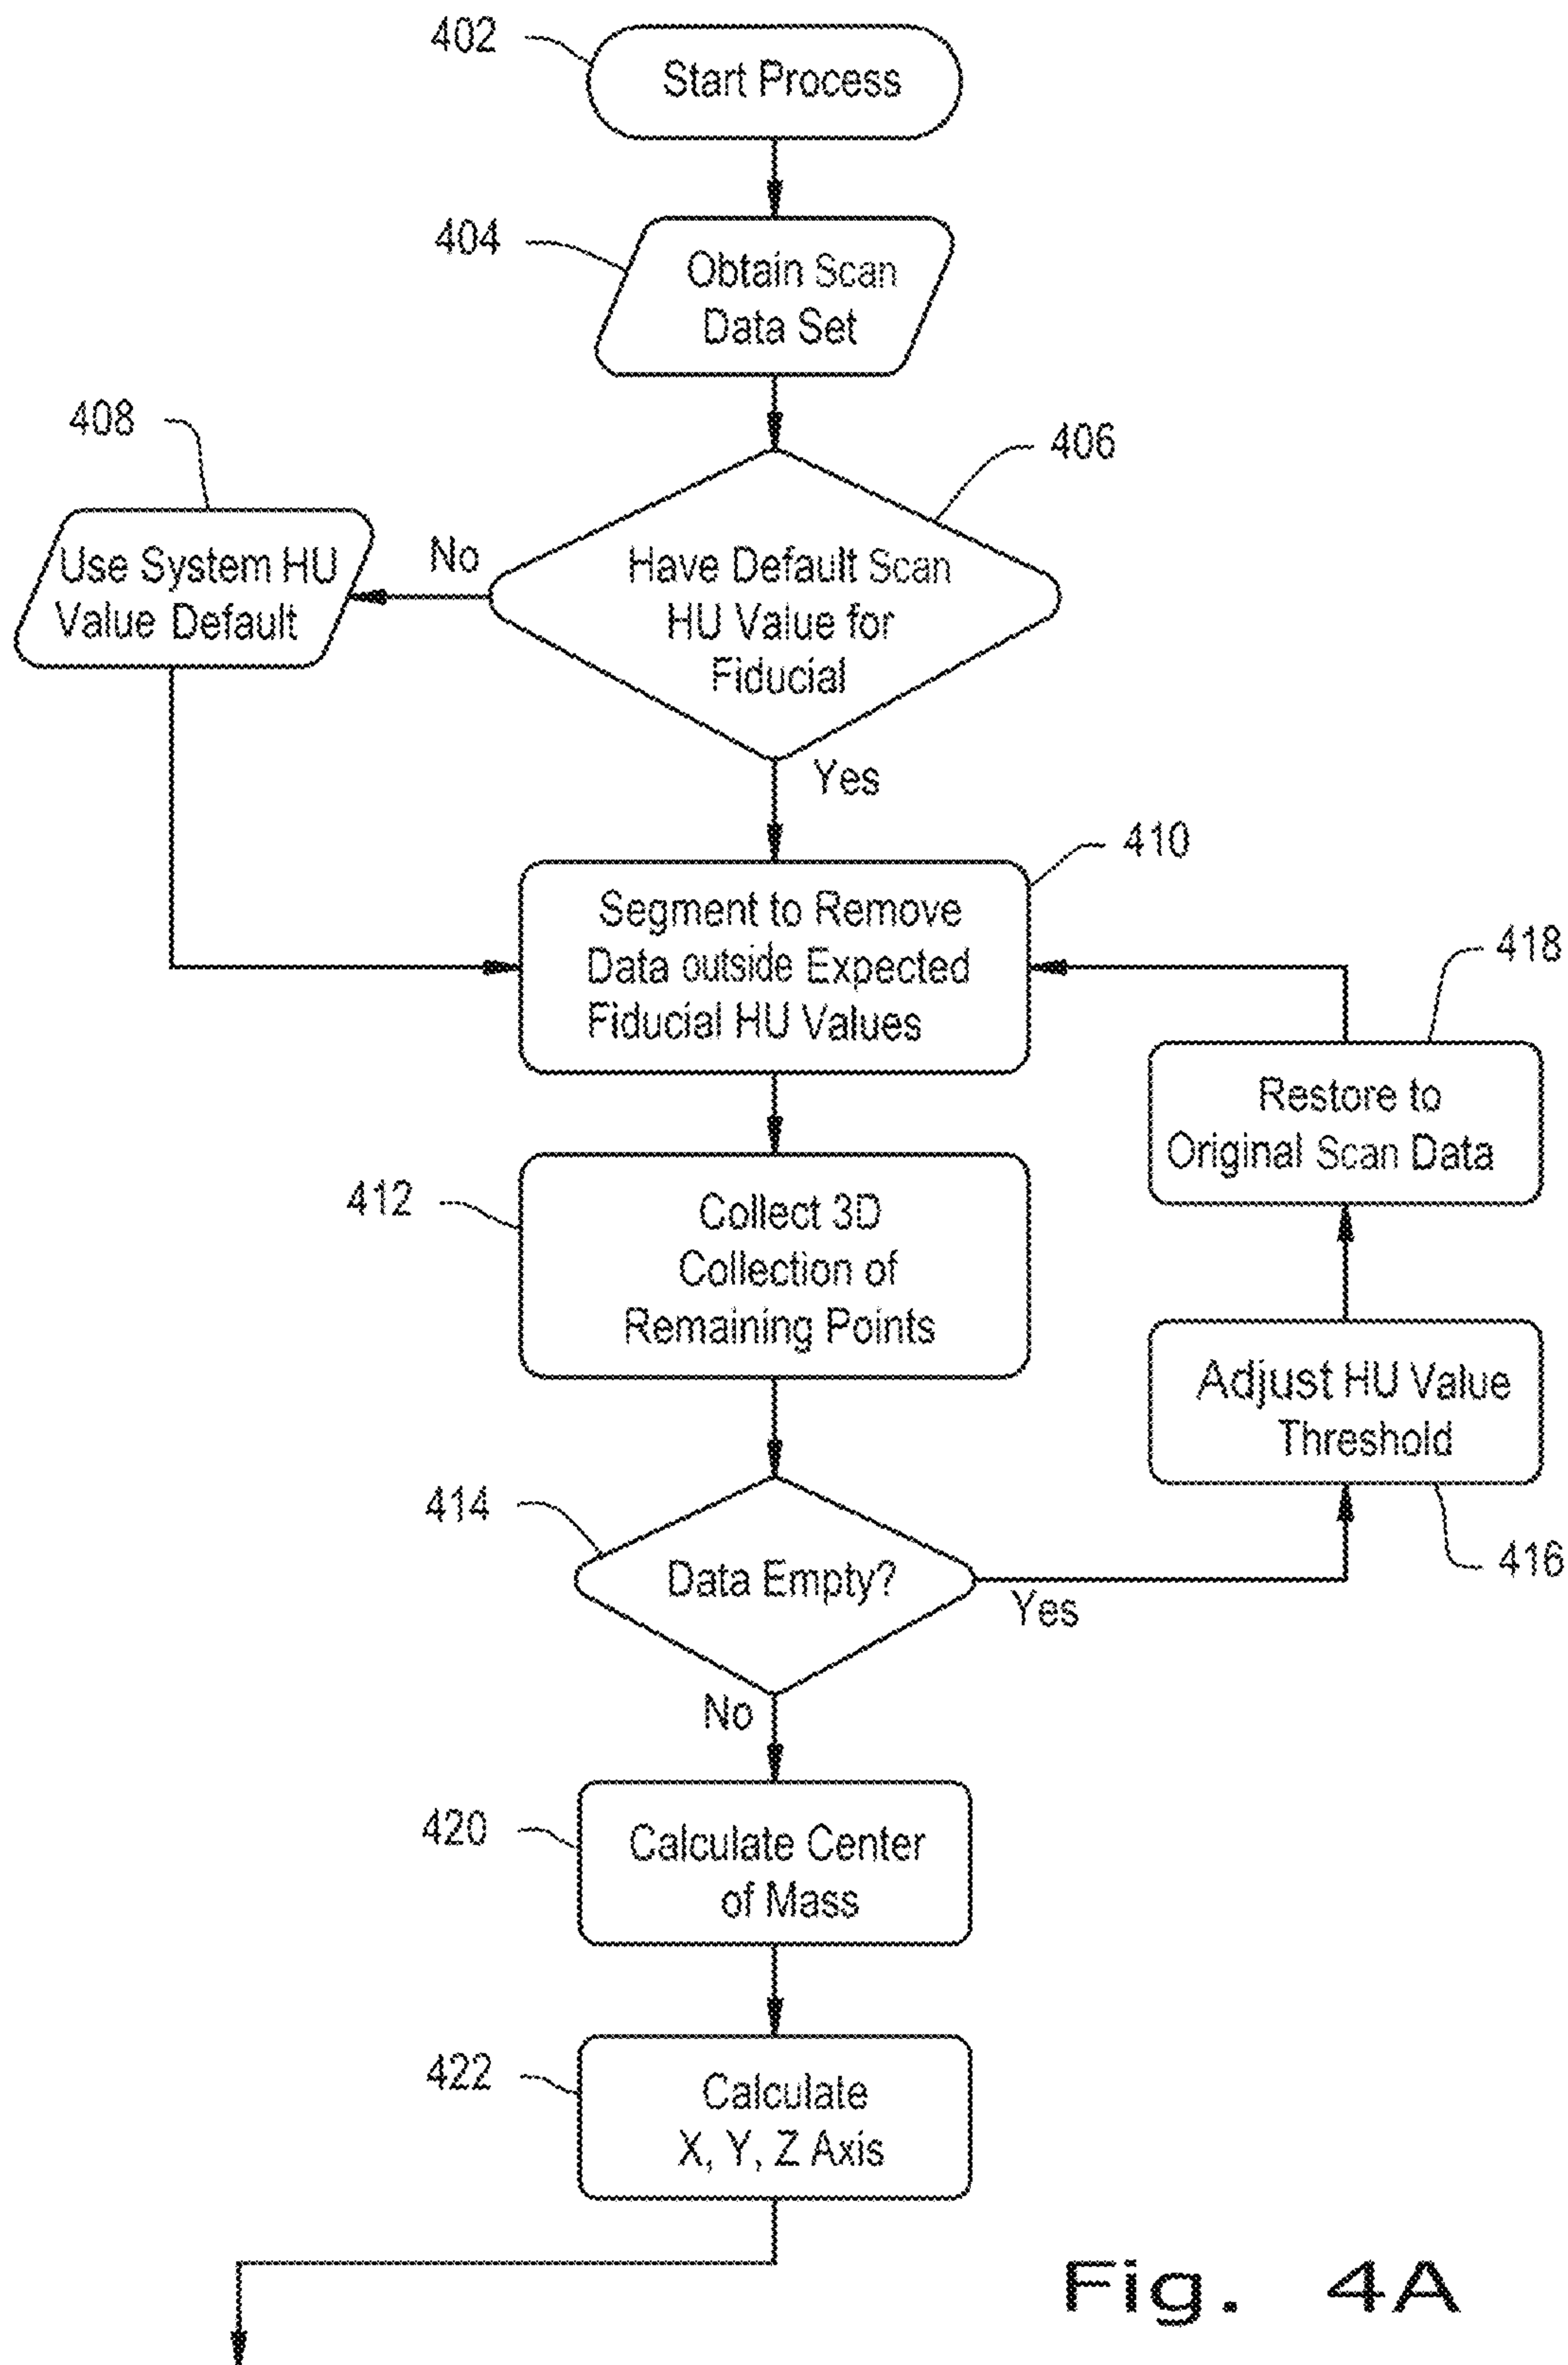 402
Start Process
404
Obtain Scan
Data Set
408
406
Use System HU
Value Default
No
Have Default Scan
HU Value for
Fiducial
Yes
410
Segment to Remove
Data outside Expected
Fiducial HU Values
418
Restore to
Original Scan Data
412
Collect 3D
Collection of
Remaining Points
Adjust HU Value
Threshold
416
414
Data Empty?
Yes
No
420
Calculate Center
of Mass
422
Calculate
X, Y, Z Axis
Fig. 4A